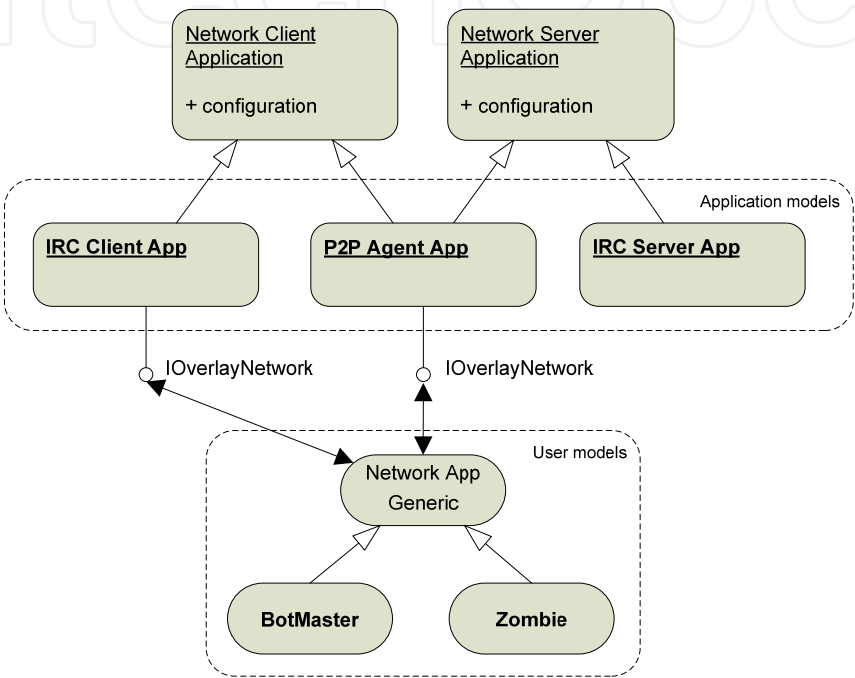 Network Client
Application
+ configuration
Network Server
Application
+ configuration
Application models
IRC Client App
P2P Agent App
IRC Server App
IOverlayNetwork
IOverlayNetwork
User models
Network App
Generic
BotMaster
Zombie